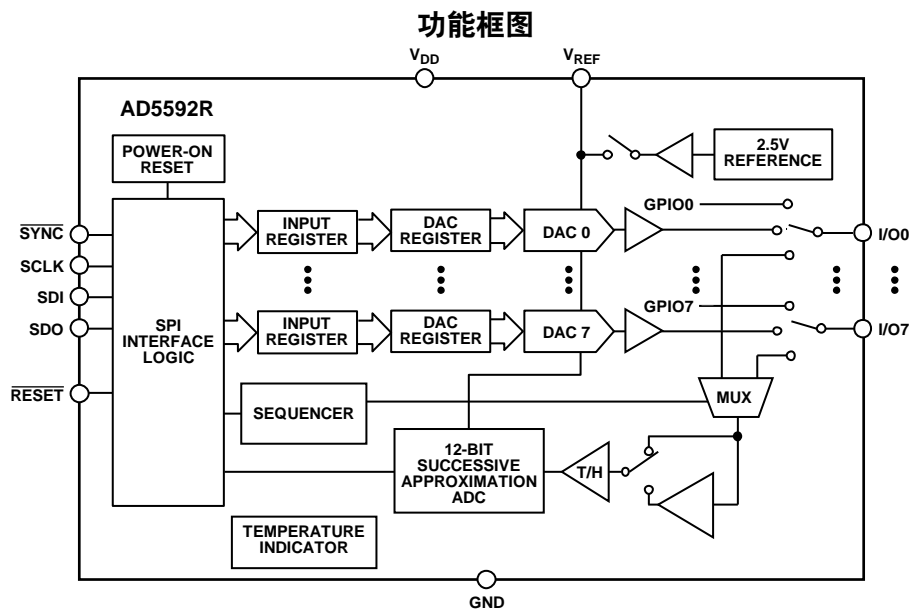 功能框图
VDD
VREF
AD5592R
POWER-ON
RESET
2.5V
REFERENCE
SYNC
SCLK
SDI
SDO
RESET
SPI
INTERFACE
LOGIC
INPUT
REGISTER
DAC
REGISTER
DAC 0
GPIO0
I/O0
INPUT
REGISTER
DAC
REGISTER
DAC 7
GPIO7
I/O7
SEQUENCER
MUX
12-BIT
SUCCESSIVE
APPROXIMATION
ADC
T/H
TEMPERATURE
INDICATOR
GND